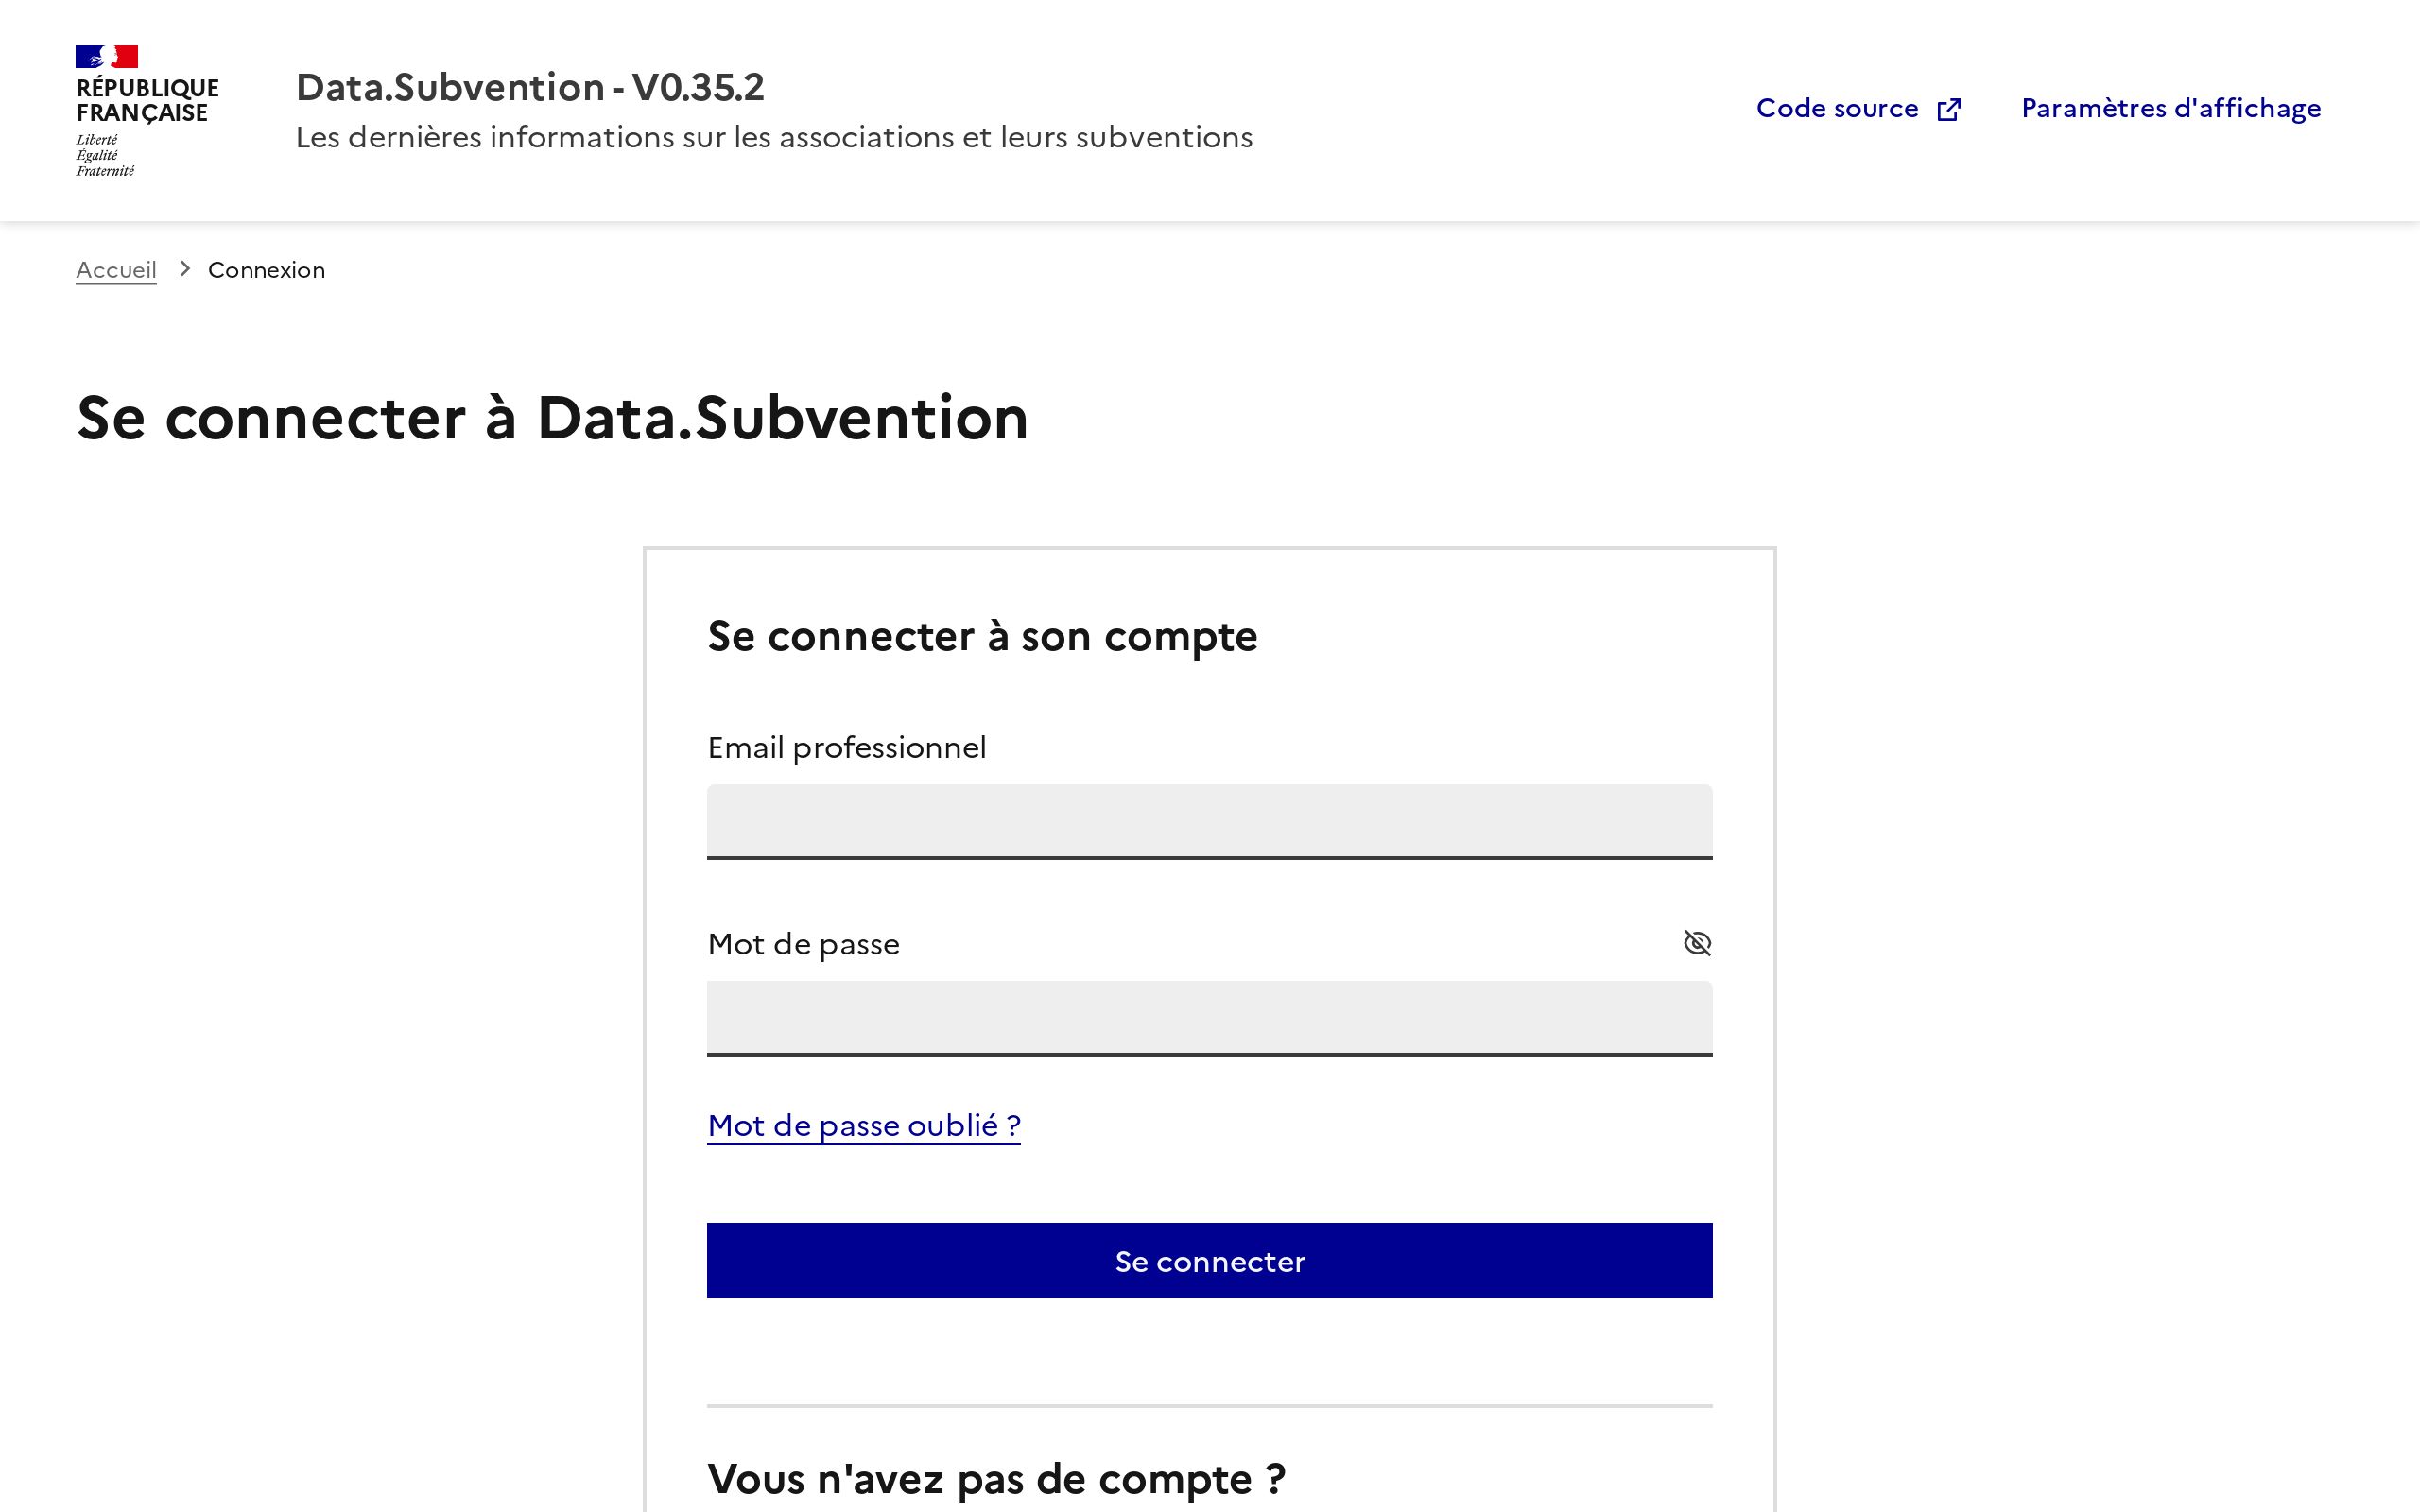 RÉPUBLIQUE
FRANÇAISE
Liberté
Égalité
Fraternité
Data.Subvention - V0.35.2
Les dernières informations sur les associations et leurs subventions
Code source
Paramètres d'affichage
Accueil
Connexion
Se connecter à Data.Subvention
Se connecter à son compte
Email professionnel
Mot de passe
Mot de passe oublié ?
Se connecter
Vous n'avez pas de compte ?